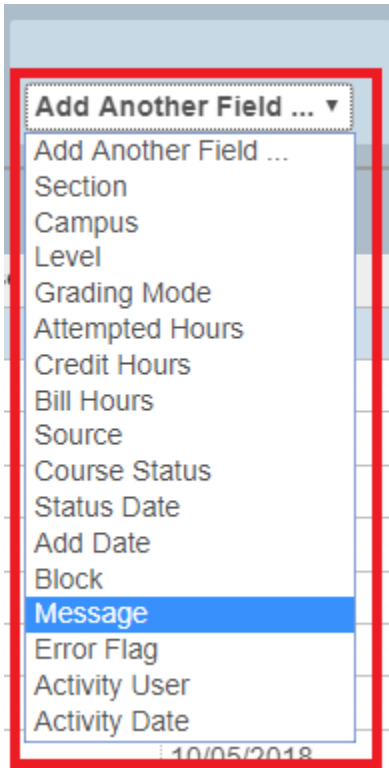 Add Another Field ... ▼
Add Another Field ...
Section
Campus
Level
Grading Mode
Attempted Hours
Credit Hours
Bill Hours
Source
Course Status
Status Date
Add Date
Block
Message
Error Flag
Activity User
Activity Date
10/05/2018